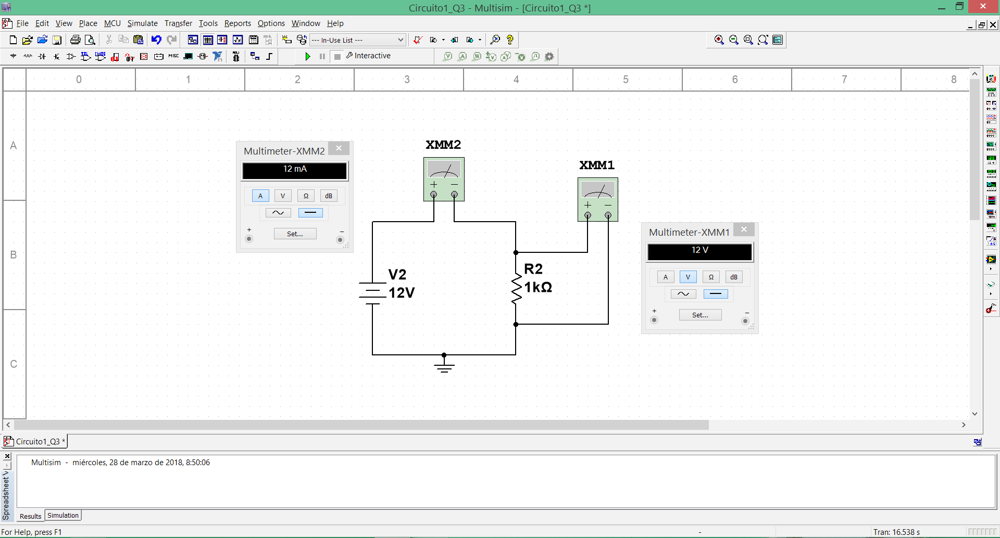 Circuito1_Q3 - Multisim - [Circuito1_Q3 *]
File Edit View Place MCU Simulate Transfer Tools Reports Options Window Help
--- In-Use List ---
MISC
Interactive
0 1 2 3 4 5 6 7 8
A
B
C
Multimeter-XMM2
12 mA
A V Ω dB
+ Set... −
XMM2
+ −
XMM1
+ −
Multimeter-XMM1
12 V
A V Ω dB
+ Set... −
V2
12V
R2
1kΩ
Circuito1_Q3 *
Multisim - miércoles, 28 de marzo de 2018, 8:50:06
Spreadsheet V
Results Simulation
For Help, press F1
- Tran: 16.538 s